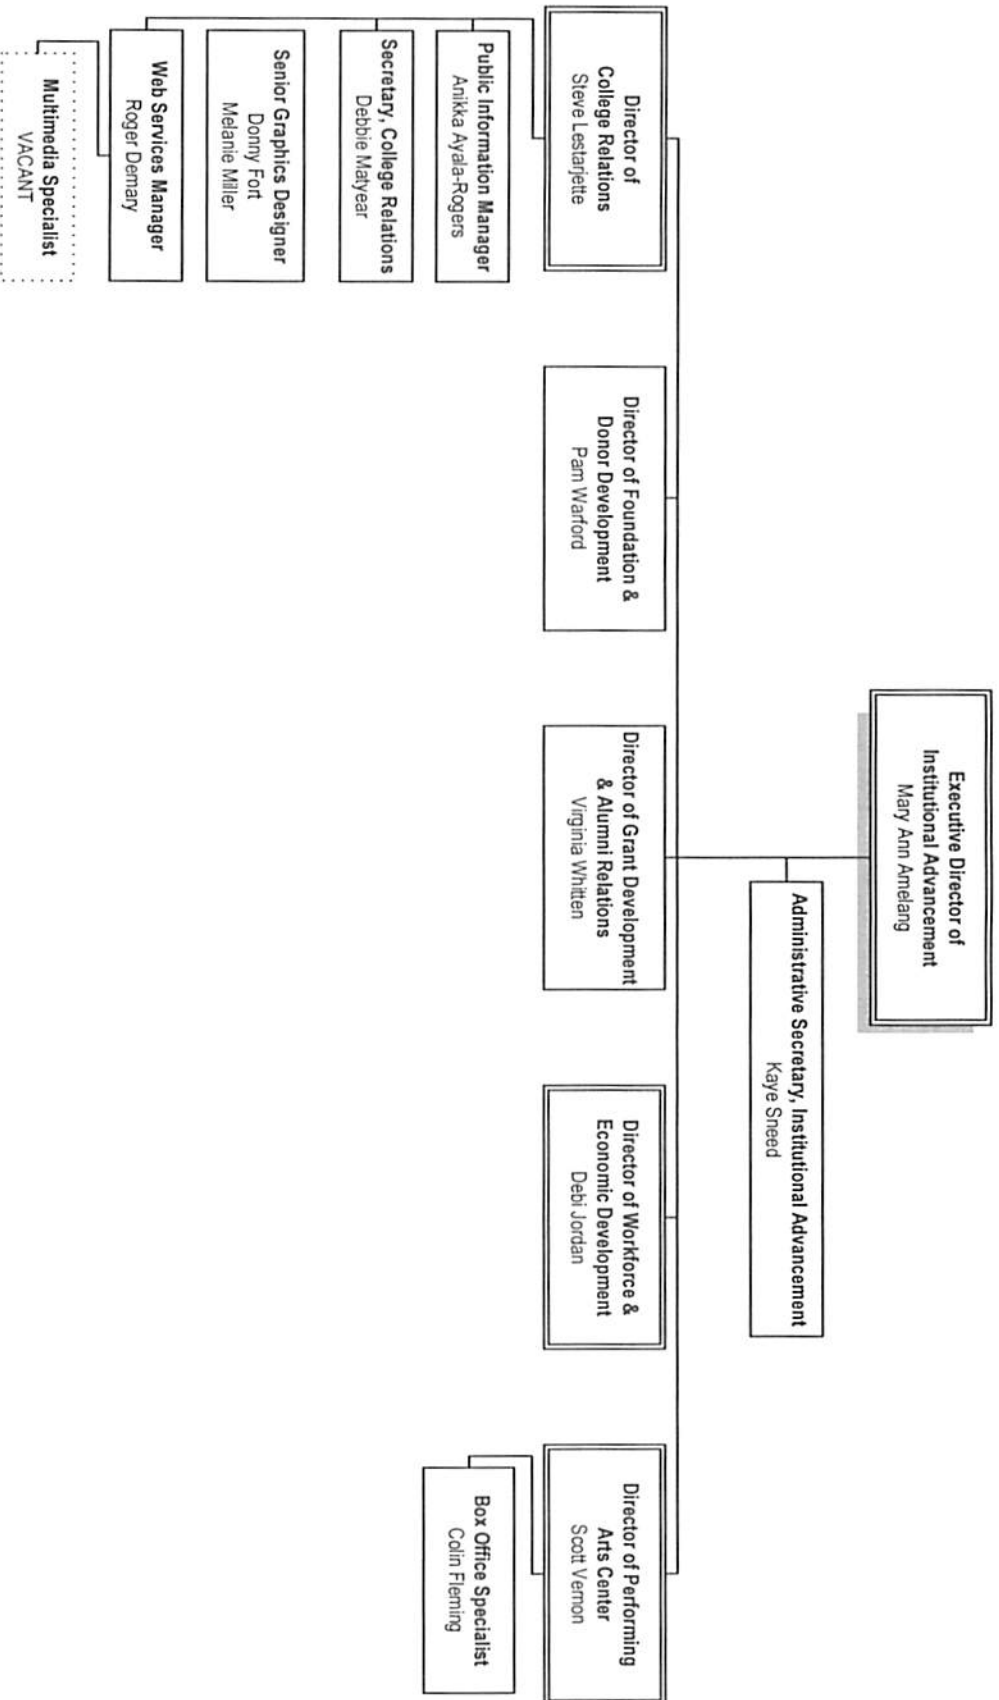 Executive Director of
Institutional Advancement
Mary Ann Amelang
Administrative Secretary, Institutional Advancement
Kaye Sneed
Director of
College Relations
Steve Lestarjette
Director of Foundation &
Donor Development
Pam Warford
Director of Grant Development
& Alumni Relations
Virginia Whitten
Director of Workforce &
Economic Development
Debi Jordan
Director of Performing
Arts Center
Scott Vernon
Public Information Manager
Anikka Ayala-Rogers
Secretary, College Relations
Debbie Matyear
Senior Graphics Designer
Donny Fort
Melanie Miller
Web Services Manager
Roger Demary
Multimedia Specialist
VACANT
Box Office Specialist
Colin Fleming